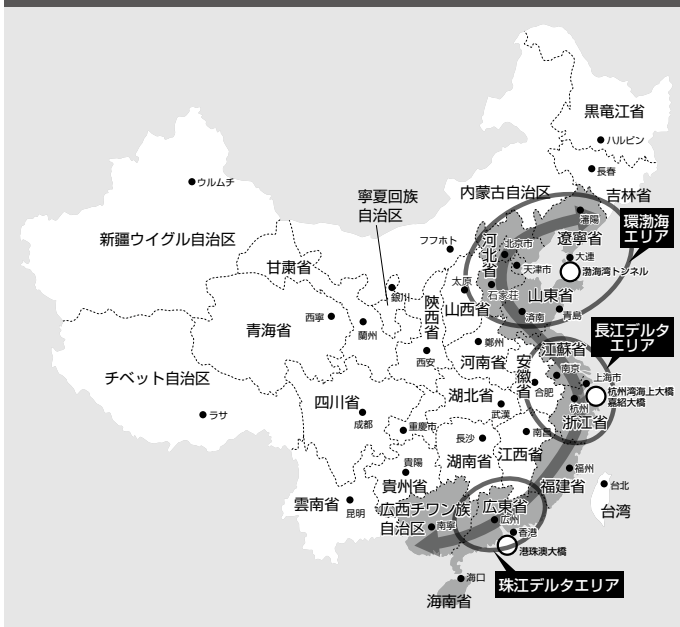 黒竜江省
ハルビン
長春
吉林省
内蒙古自治区
瀋陽
遼寧省
環渤海
エリア
大連
渤海湾トンネル
ウルムチ
新疆ウイグル自治区
寧夏回族
自治区
フフホト
河北省
北京市
天津市
石家荘
太原
山西省
山東省
済南
青島
甘粛省
銀川
陝西省
西寧
蘭州
青海省
西安
鄭州
河南省
長江デルタ
エリア
江蘇省
南京
安徽省
合肥
上海市
杭州湾海上大橋
嘉紹大橋
杭州
浙江省
チベット自治区
ラサ
四川省
成都
重慶市
湖北省
武漢
長沙
湖南省
南昌
江西省
貴陽
貴州省
雲南省
昆明
福州
福建省
台北
台湾
広西チワン族
自治区
南寧
広東省
広州
香港
港珠澳大橋
珠江デルタエリア
海口
海南省